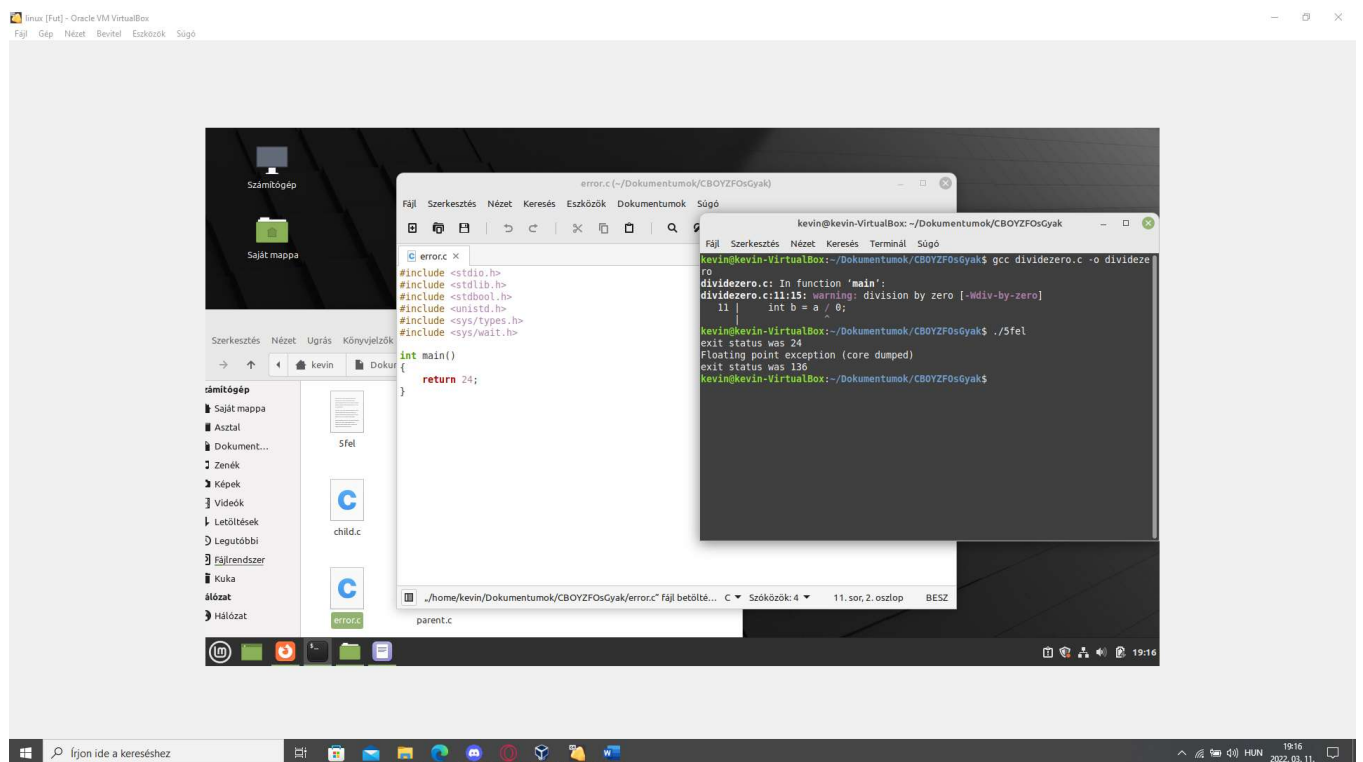 linux [Fut] - Oracle VM VirtualBox
Fájl Gép Nézet Bevitel Eszközök Súgó
Számítógép
Saját mappa
error.c (~/Dokumentumok/CBOYZFOsGyak)
Fájl Szerkesztés Nézet Keresés Eszközök Dokumentumok Súgó
error.c
#include <stdio.h>
#include <stdlib.h>
#include <stdbool.h>
#include <unistd.h>
#include <sys/types.h>
#include <sys/wait.h>
int main()
{
return 24;
}
„/home/kevin/Dokumentumok/CBOYZFOsGyak/error.c” fájl betölté… C Szóközök: 4 11. sor, 2. oszlop BESZ
kevin@kevin-VirtualBox: ~/Dokumentumok/CBOYZFOsGyak
Fájl Szerkesztés Nézet Keresés Terminál Súgó
kevin@kevin-VirtualBox:~/Dokumentumok/CBOYZFOsGyak$ gcc dividezero.c -o divideze
ro
dividezero.c: In function ‘main’:
dividezero.c:11:15: warning: division by zero [-Wdiv-by-zero]
11 | int b = a / 0;
| ^
kevin@kevin-VirtualBox:~/Dokumentumok/CBOYZFOsGyak$ ./5fel
exit status was 24
Floating point exception (core dumped)
exit status was 136
kevin@kevin-VirtualBox:~/Dokumentumok/CBOYZFOsGyak$
Szerkesztés Nézet Ugrás Könyvjelzők
kevin Dokur
zámítógép
Saját mappa
Asztal
Dokument…
Zenék
Képek
Videók
Letöltések
Legutóbbi
Fájlrendszer
Kuka
álózat
Hálózat
5fel
child.c
error.c
parent.c
19:16
Írjon ide a kereséshez
HUN
19:16
2022. 03. 11.